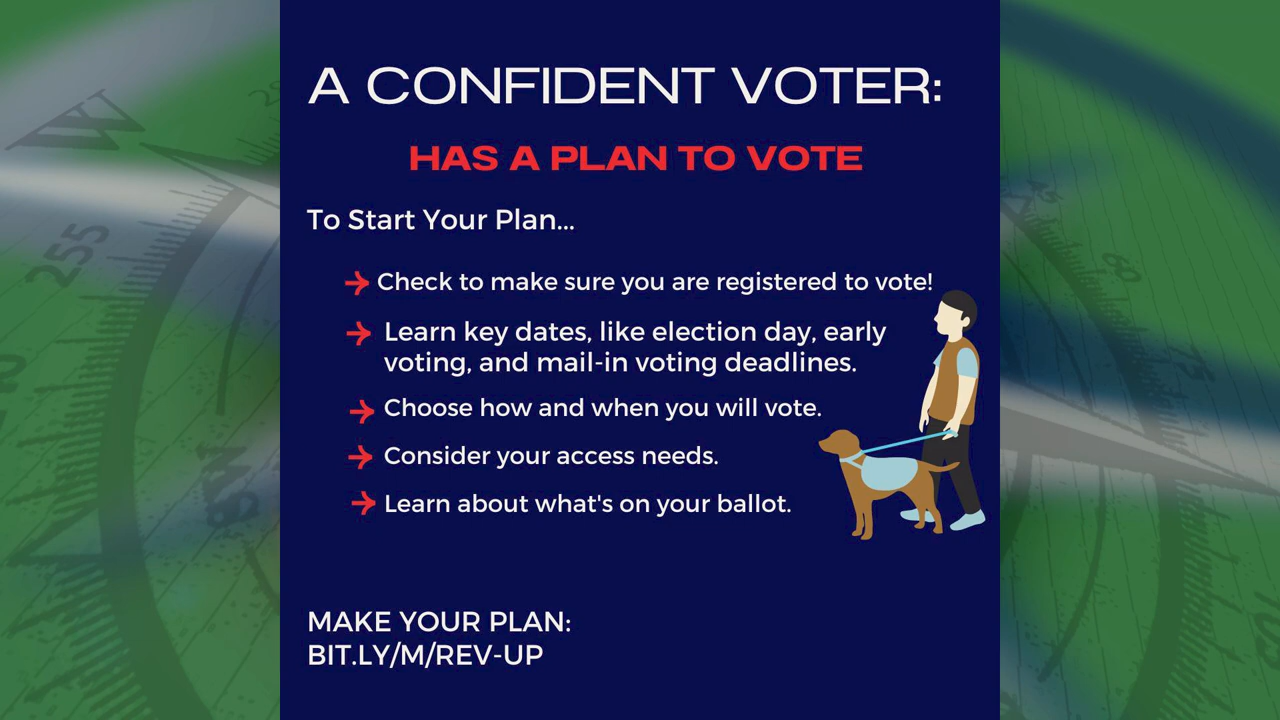 A CONFIDENT VOTER:
HAS A PLAN TO VOTE
To Start Your Plan...
Check to make sure you are registered to vote!
Learn key dates, like election day, early
voting, and mail-in voting deadlines.
Choose how and when you will vote.
Consider your access needs.
Learn about what's on your ballot.
MAKE YOUR PLAN:
BIT.LY/M/REV-UP
W
255